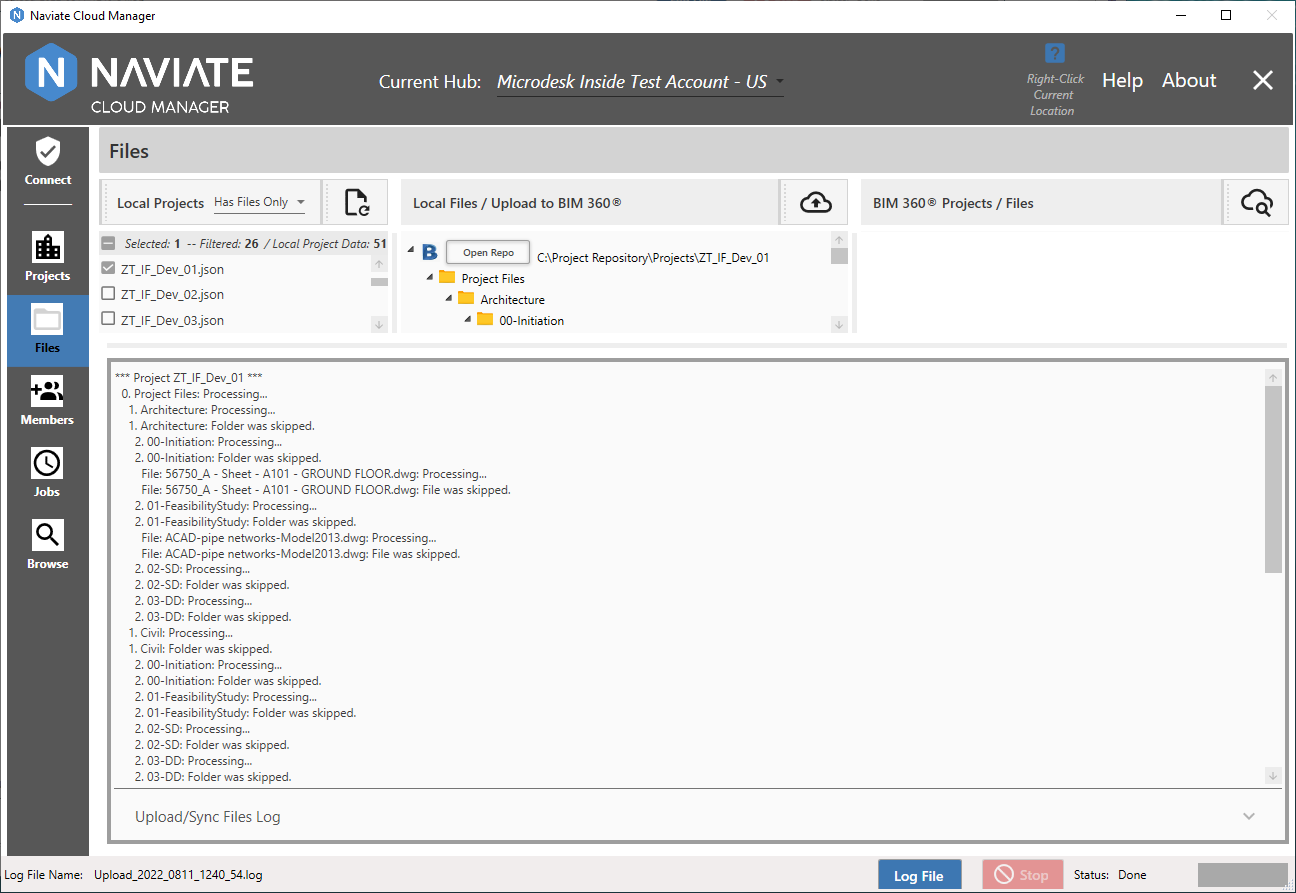 N Naviate Cloud Manager
N NAVIATE
CLOUD MANAGER
Current Hub: Microdesk Inside Test Account - US
?
Right-Click
Current
Location
Help About
Connect
Projects
Files
Members
Jobs
Browse
Files
Local Projects Has Files Only
Local Files / Upload to BIM 360®
BIM 360® Projects / Files
Selected: 1 -- Filtered: 26 / Local Project Data: 51
ZT_IF_Dev_01.json
ZT_IF_Dev_02.json
ZT_IF_Dev_03.json
B Open Repo C:\Project Repository\Projects\ZT_IF_Dev_01
Project Files
Architecture
00-Initiation
*** Project ZT_IF_Dev_01 ***
0. Project Files: Processing...
1. Architecture: Processing...
1. Architecture: Folder was skipped.
2. 00-Initiation: Processing...
2. 00-Initiation: Folder was skipped.
File: 56750_A - Sheet - A101 - GROUND FLOOR.dwg: Processing...
File: 56750_A - Sheet - A101 - GROUND FLOOR.dwg: File was skipped.
2. 01-FeasibilityStudy: Processing...
2. 01-FeasibilityStudy: Folder was skipped.
File: ACAD-pipe networks-Model2013.dwg: Processing...
File: ACAD-pipe networks-Model2013.dwg: File was skipped.
2. 02-SD: Processing...
2. 02-SD: Folder was skipped.
2. 03-DD: Processing...
2. 03-DD: Folder was skipped.
1. Civil: Processing...
1. Civil: Folder was skipped.
2. 00-Initiation: Processing...
2. 00-Initiation: Folder was skipped.
2. 01-FeasibilityStudy: Processing...
2. 01-FeasibilityStudy: Folder was skipped.
2. 02-SD: Processing...
2. 02-SD: Folder was skipped.
2. 03-DD: Processing...
2. 03-DD: Folder was skipped.
Upload/Sync Files Log
Log File Name: Upload_2022_0811_1240_54.log
Log File
Stop
Status: Done